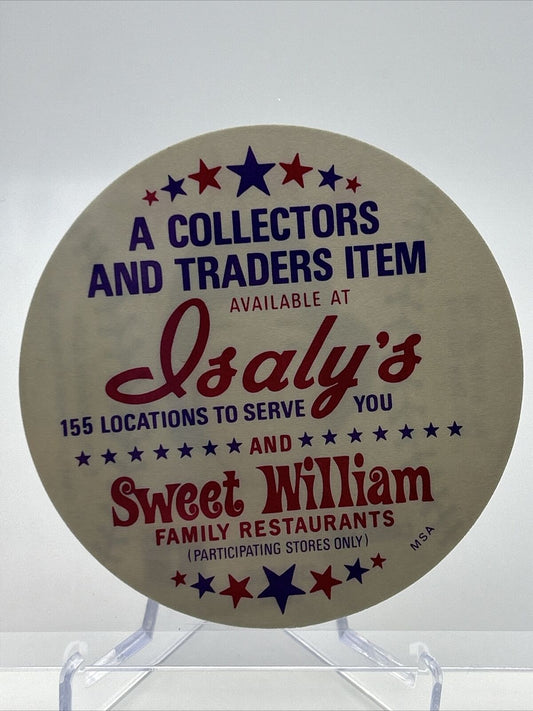 A COLLECTORS
AND TRADERS ITEM
AVAILABLE AT
Isaly's
155 LOCATIONS TO SERVE YOU
AND
Sweet William
FAMILY RESTAURANTS
(PARTICIPATING STORES ONLY)
MSA